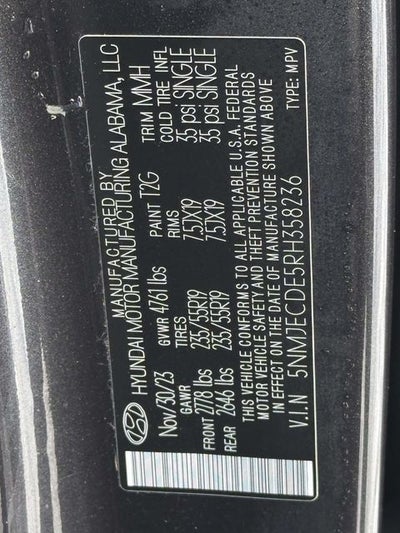 MANUFACTURED BY
HYUNDAI MOTOR MANUFACTURING ALABAMA, LLC
Nov/30/23 GVWR 4761 lbs PAINT T2G TRIM MMH
GAWR TIRES RIMS COLD TIRE INFL
FRONT 2778 lbs 235/55R19 7.5JX19 35 psi SINGLE
REAR 2646 lbs 235/55R19 7.5JX19 35 psi SINGLE
THIS VEHICLE CONFORMS TO ALL APPLICABLE U.S.A. FEDERAL
MOTOR VEHICLE SAFETY AND THEFT PREVENTION STANDARDS
IN EFFECT ON THE DATE OF MANUFACTURE SHOWN ABOVE
V.I.N 5NMJECDE5RH358236 TYPE: MPV